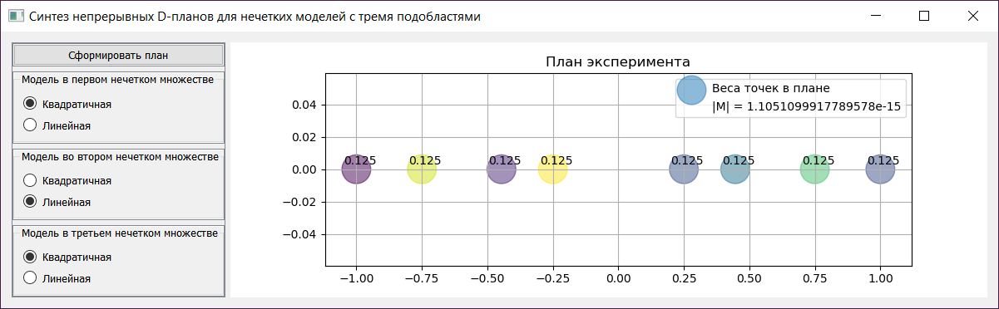 Синтез непрерывных D-планов для нечетких моделей с тремя подобластями
Сформировать план
Модель в первом нечетком множестве
Квадратичная
Линейная
Модель во втором нечетком множестве
Квадратичная
Линейная
Модель в третьем нечетком множестве
Квадратичная
Линейная
План эксперимента
Веса точек в плане
|M| = 1.1051099917789578e-15
0.04
0.02
0.00
−0.02
−0.04
0.125 0.125 0.125 0.125 0.125 0.125 0.125 0.125
−1.00 −0.75 −0.50 −0.25 0.00 0.25 0.50 0.75 1.00